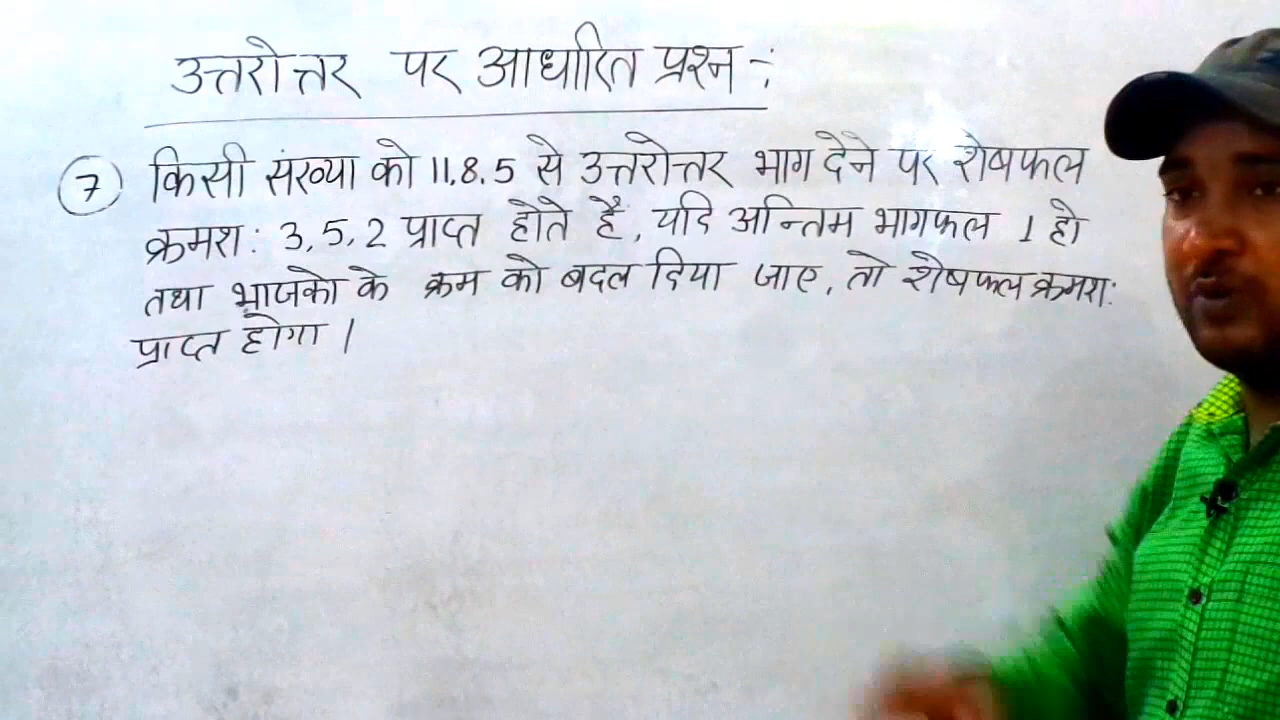 उत्तरोत्तर पर आधारित प्रश्न -:
7 किसी संख्या को 11,8,5 से उत्तरोत्तर भाग देने पर शेषफल
क्रमश: 3,5,2 प्राप्त होते है, यदि अन्तिम भागफल 1 हो
तथा भाजको के क्रम को बदल दिया जाए, तो शेषफल क्रमश:
प्राप्त होगा।